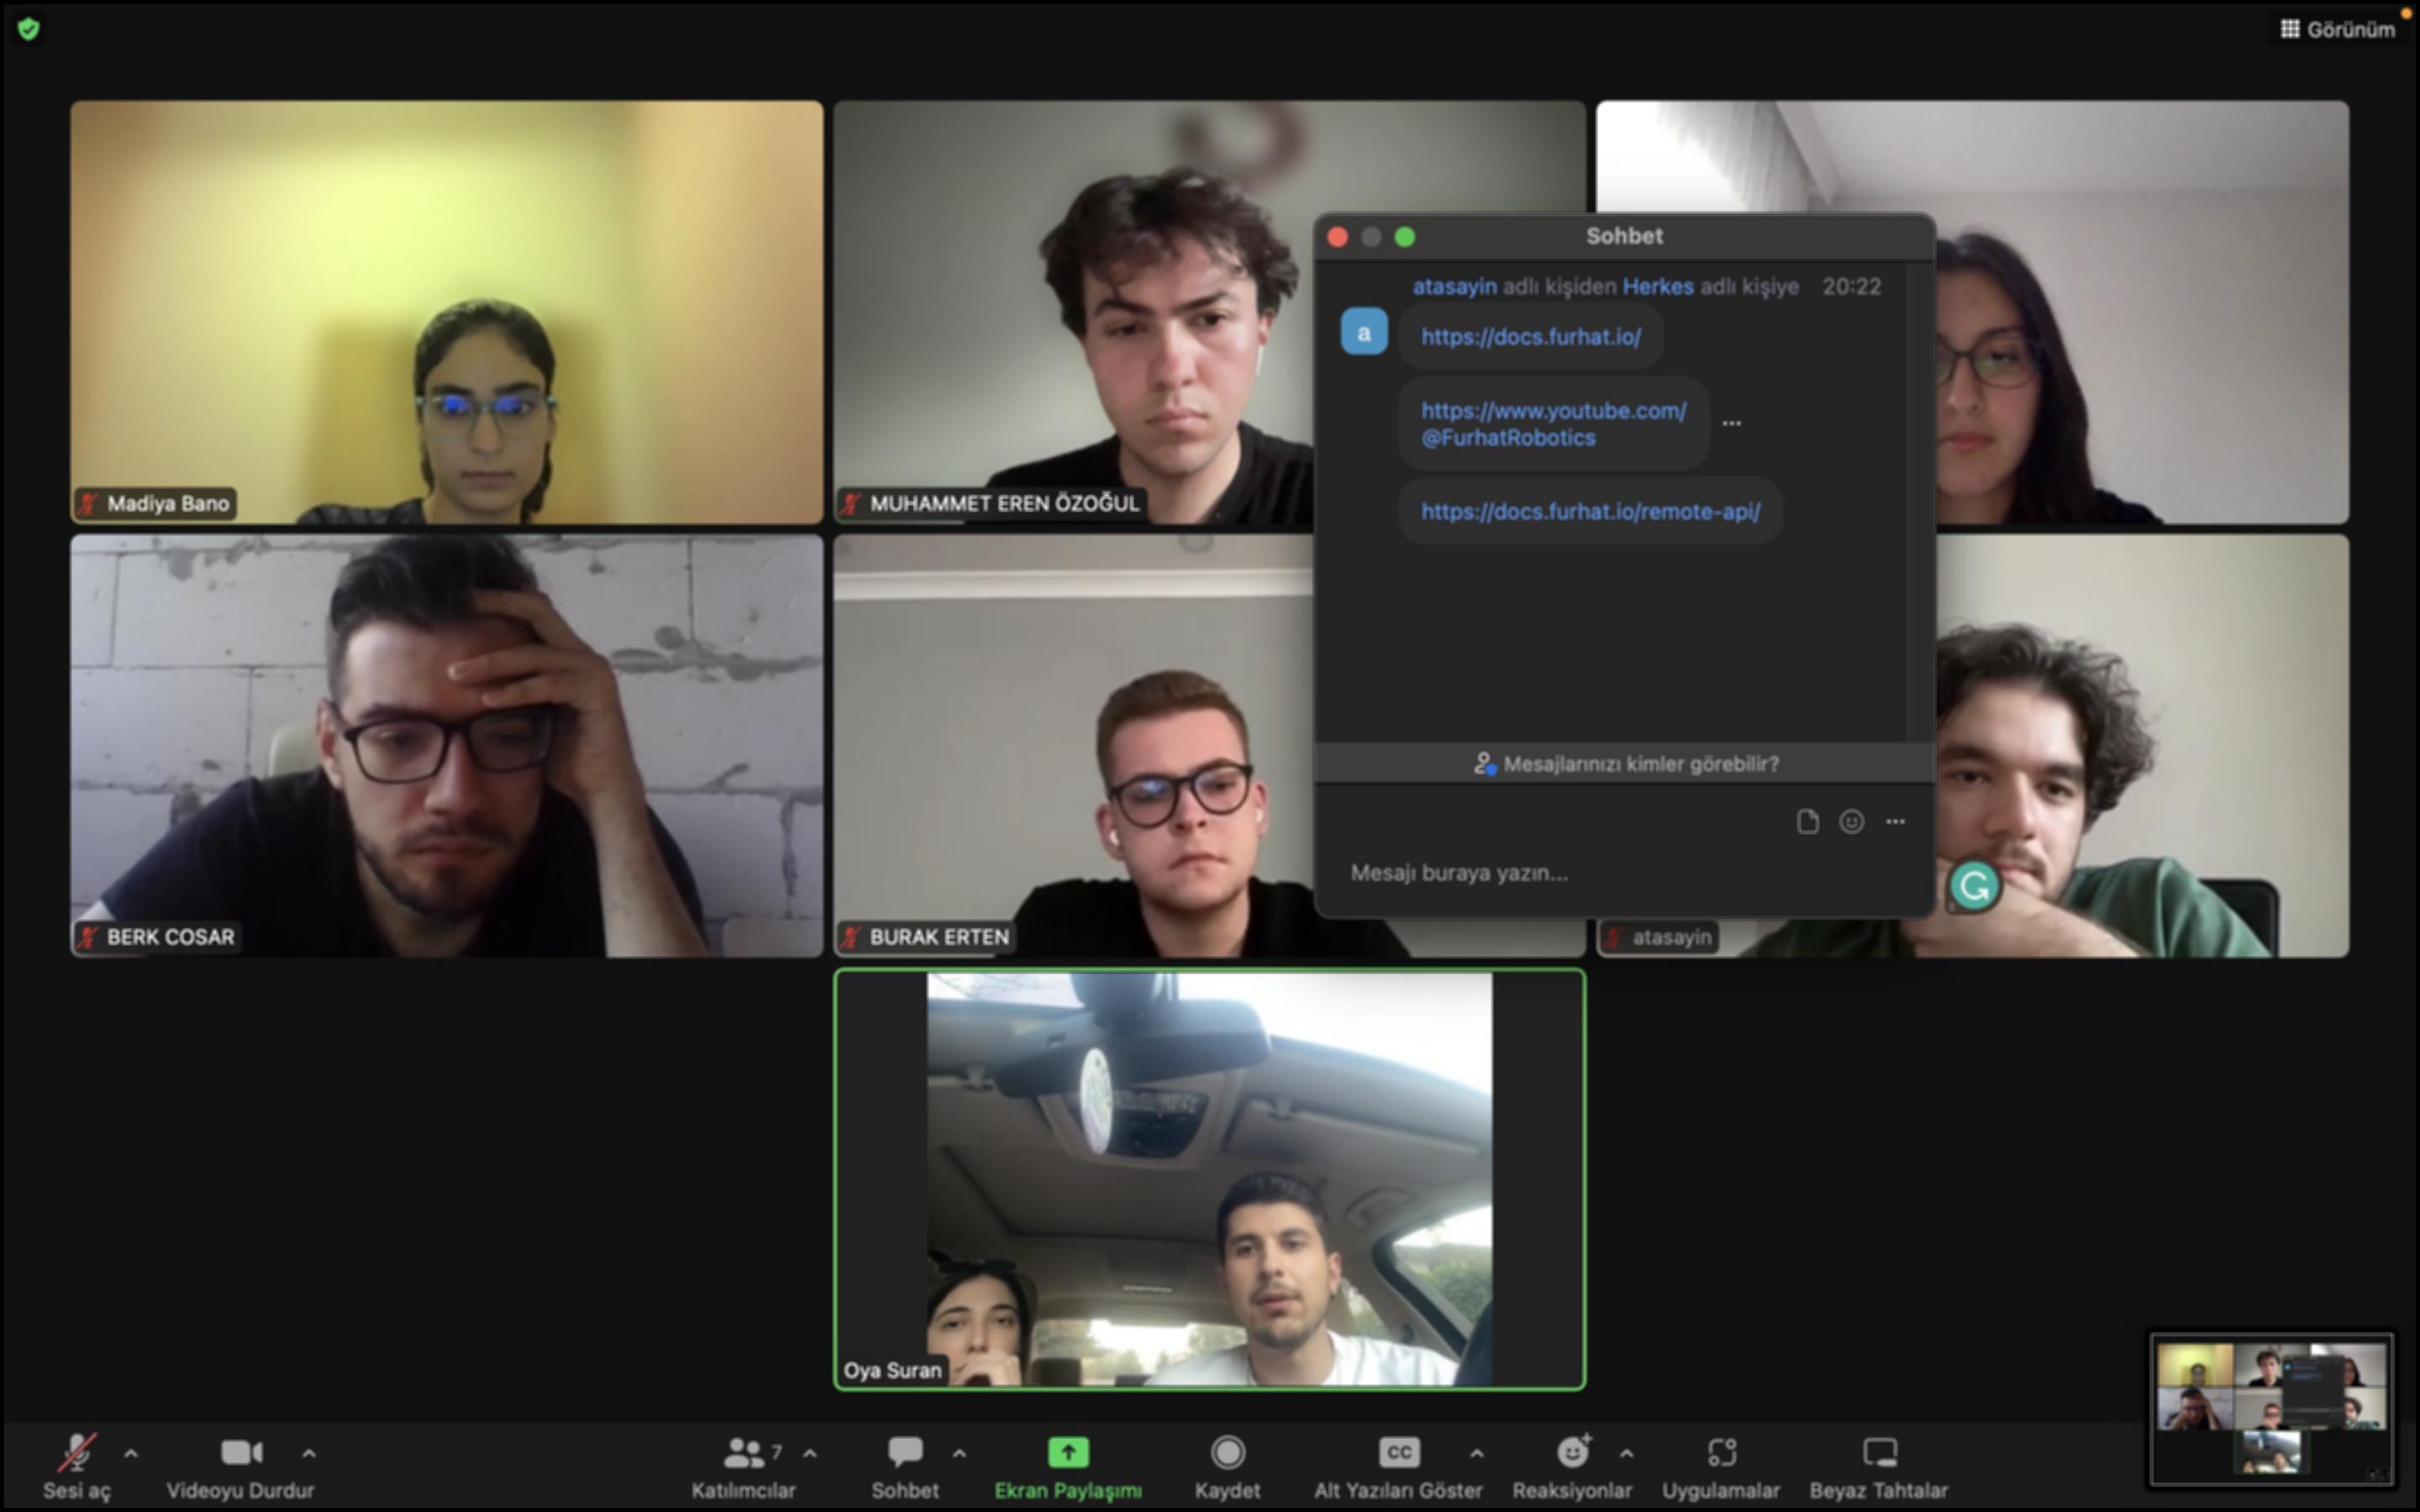 Görünüm
Madiya Bano
MUHAMMET EREN ÖZOĞUL
Sohbet
atasayin adlı kişiden Herkes adlı kişiye 20:22
a
https://docs.furhat.io/
https://www.youtube.com/
@FurhatRobotics
...
https://docs.furhat.io/remote-api/
Mesajlarınızı kimler görebilir?
Mesajı buraya yazın...
BERK COSAR
BURAK ERTEN
atasayin
Oya Suran
Sesi aç
Videoyu Durdur
7
Katılımcılar
Sohbet
Ekran Paylaşımı
Kaydet
CC
Alt Yazıları Göster
Reaksiyonlar
Uygulamalar
Beyaz Tahtalar